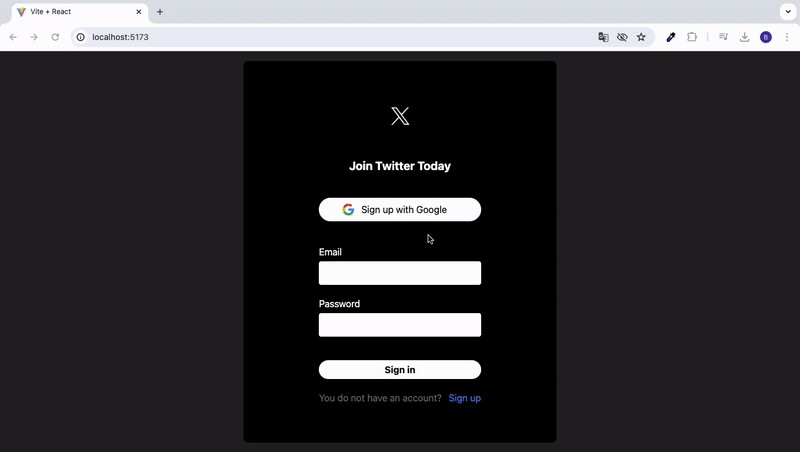 Vite + React
localhost:5173
B
Join Twitter Today
Sign up with Google
Email
Password
Sign in
You do not have an account? Sign up